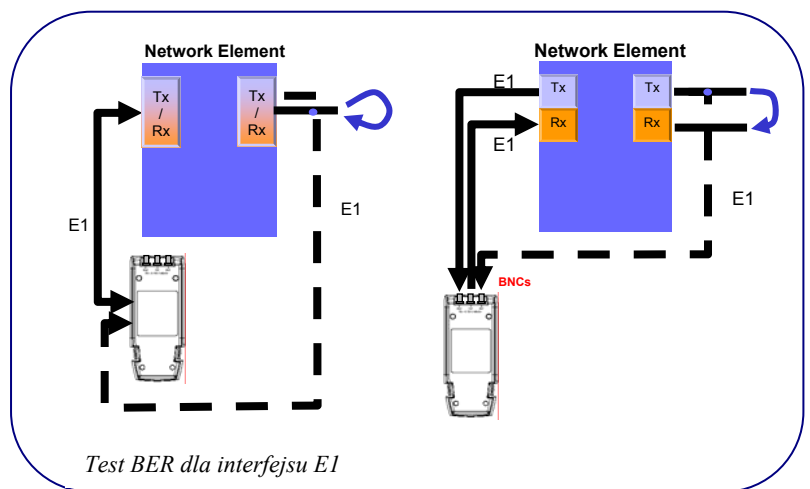 Network Element
Tx
/
Rx
Tx
/
Rx
E1
E1
Network Element
E1
E1
Tx
Rx
Tx
Rx
E1
BNCs
Test BER dla interfejsu E1